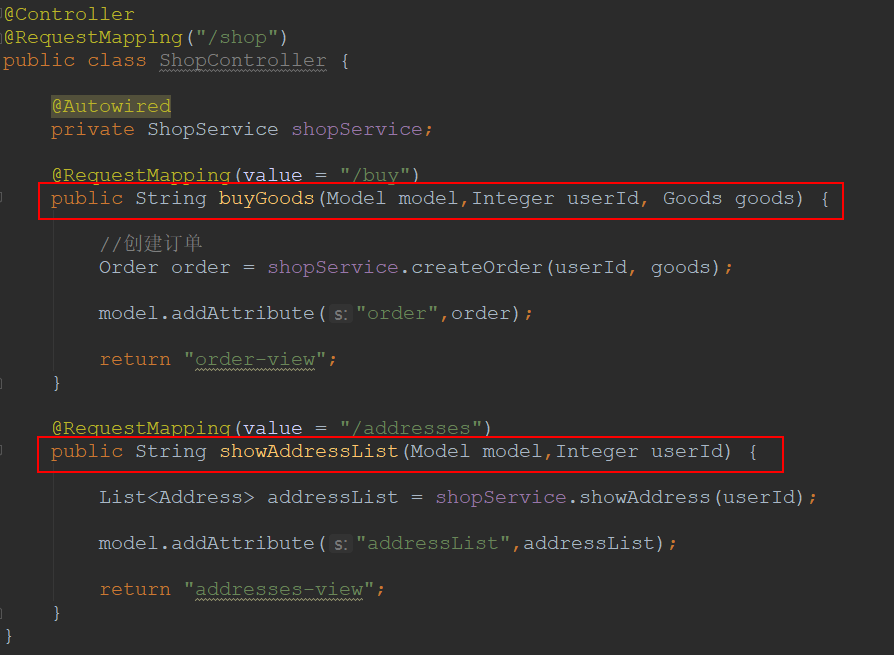 @Controller
@RequestMapping("/shop")
public class ShopController {
@Autowired
private ShopService shopService;
@RequestMapping(value = "/buy")
public String buyGoods(Model model,Integer userId, Goods goods) {
//创建订单
Order order = shopService.createOrder(userId, goods);
model.addAttribute( s: "order",order);
return "order-view";
}
@RequestMapping(value = "/addresses")
public String showAddressList(Model model,Integer userId) {
List<Address> addressList = shopService.showAddress(userId);
model.addAttribute( s: "addressList",addressList);
return "addresses-view";
}
}